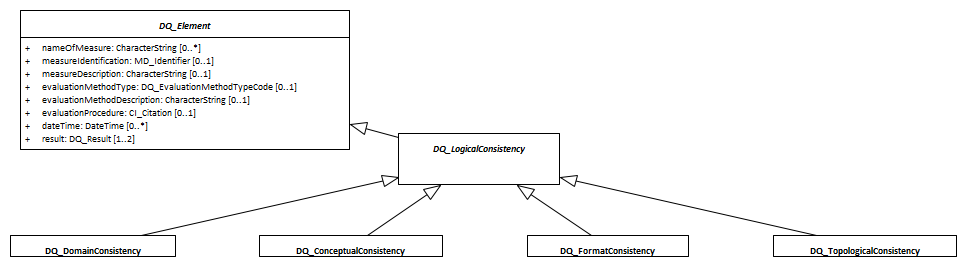 DQ_Element
+ nameOfMeasure: CharacterString [0..*]
+ measureIdentification: MD_Identifier [0..1]
+ measureDescription: CharacterString [0..1]
+ evaluationMethodType: DQ_EvaluationMethodTypeCode [0..1]
+ evaluationMethodDescription: CharacterString [0..1]
+ evaluationProcedure: CI_Citation [0..1]
+ dateTime: DateTime [0..*]
+ result: DQ_Result [1..2]
DQ_LogicalConsistency
DQ_DomainConsistency
DQ_ConceptualConsistency
DQ_FormatConsistency
DQ_TopologicalConsistency